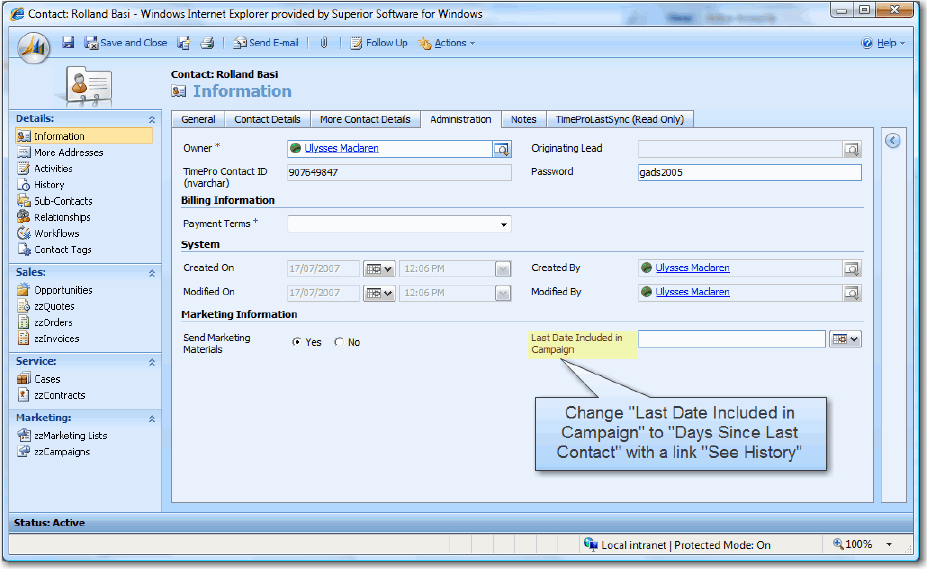 Contact: Rolland Basi - Windows Internet Explorer provided by Superior Software for Windows
Save and Close Send E-mail Follow Up Actions Help
Contact: Rolland Basi
Information
General Contact Details More Contact Details Administration Notes TimeProLastSync (Read Only)
Details:
Information
More Addresses
Activities
History
Sub-Contacts
Relationships
Workflows
Contact Tags
Sales:
Opportunities
zzQuotes
zzOrders
zzInvoices
Service:
Cases
zzContracts
Marketing:
zzMarketing Lists
zzCampaigns
Owner * Ulysses Maclaren Originating Lead
TimePro Contact ID
(nvarchar) 907649847 Password gads2005
Billing Information
Payment Terms +
System
Created On 17/07/2007 12:06 PM Created By Ulysses Maclaren
Modified On 17/07/2007 12:06 PM Modified By Ulysses Maclaren
Marketing Information
Send Marketing
Materials Yes No Last Date Included in
Campaign
Change "Last Date Included in
Campaign" to "Days Since Last
Contact" with a link "See History"
Status: Active
Local intranet | Protected Mode: On 100%